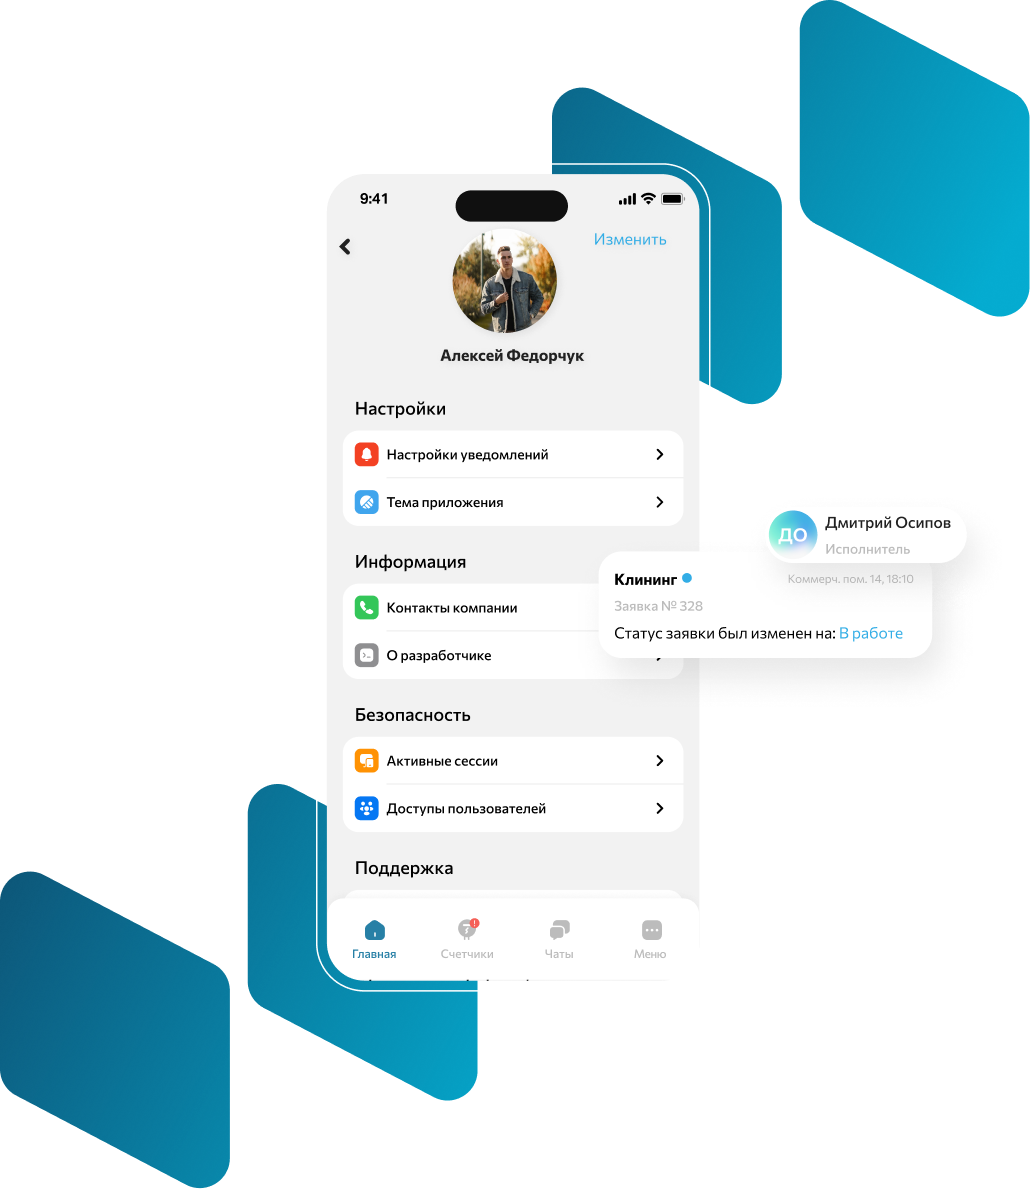 9:41
Изменить
Алексей Федорчук
Настройки
Настройки уведомлений
Тема приложения
Информация
Контакты компании
О разработчике
ДО
Дмитрий Осипов
Исполнитель
Клининг
Коммерч. пом. 14, 18:10
Заявка № 328
Статус заявки был изменен на: В работе
Безопасность
Активные сессии
Доступы пользователей
Поддержка
Главная
Счетчики
Чаты
Меню